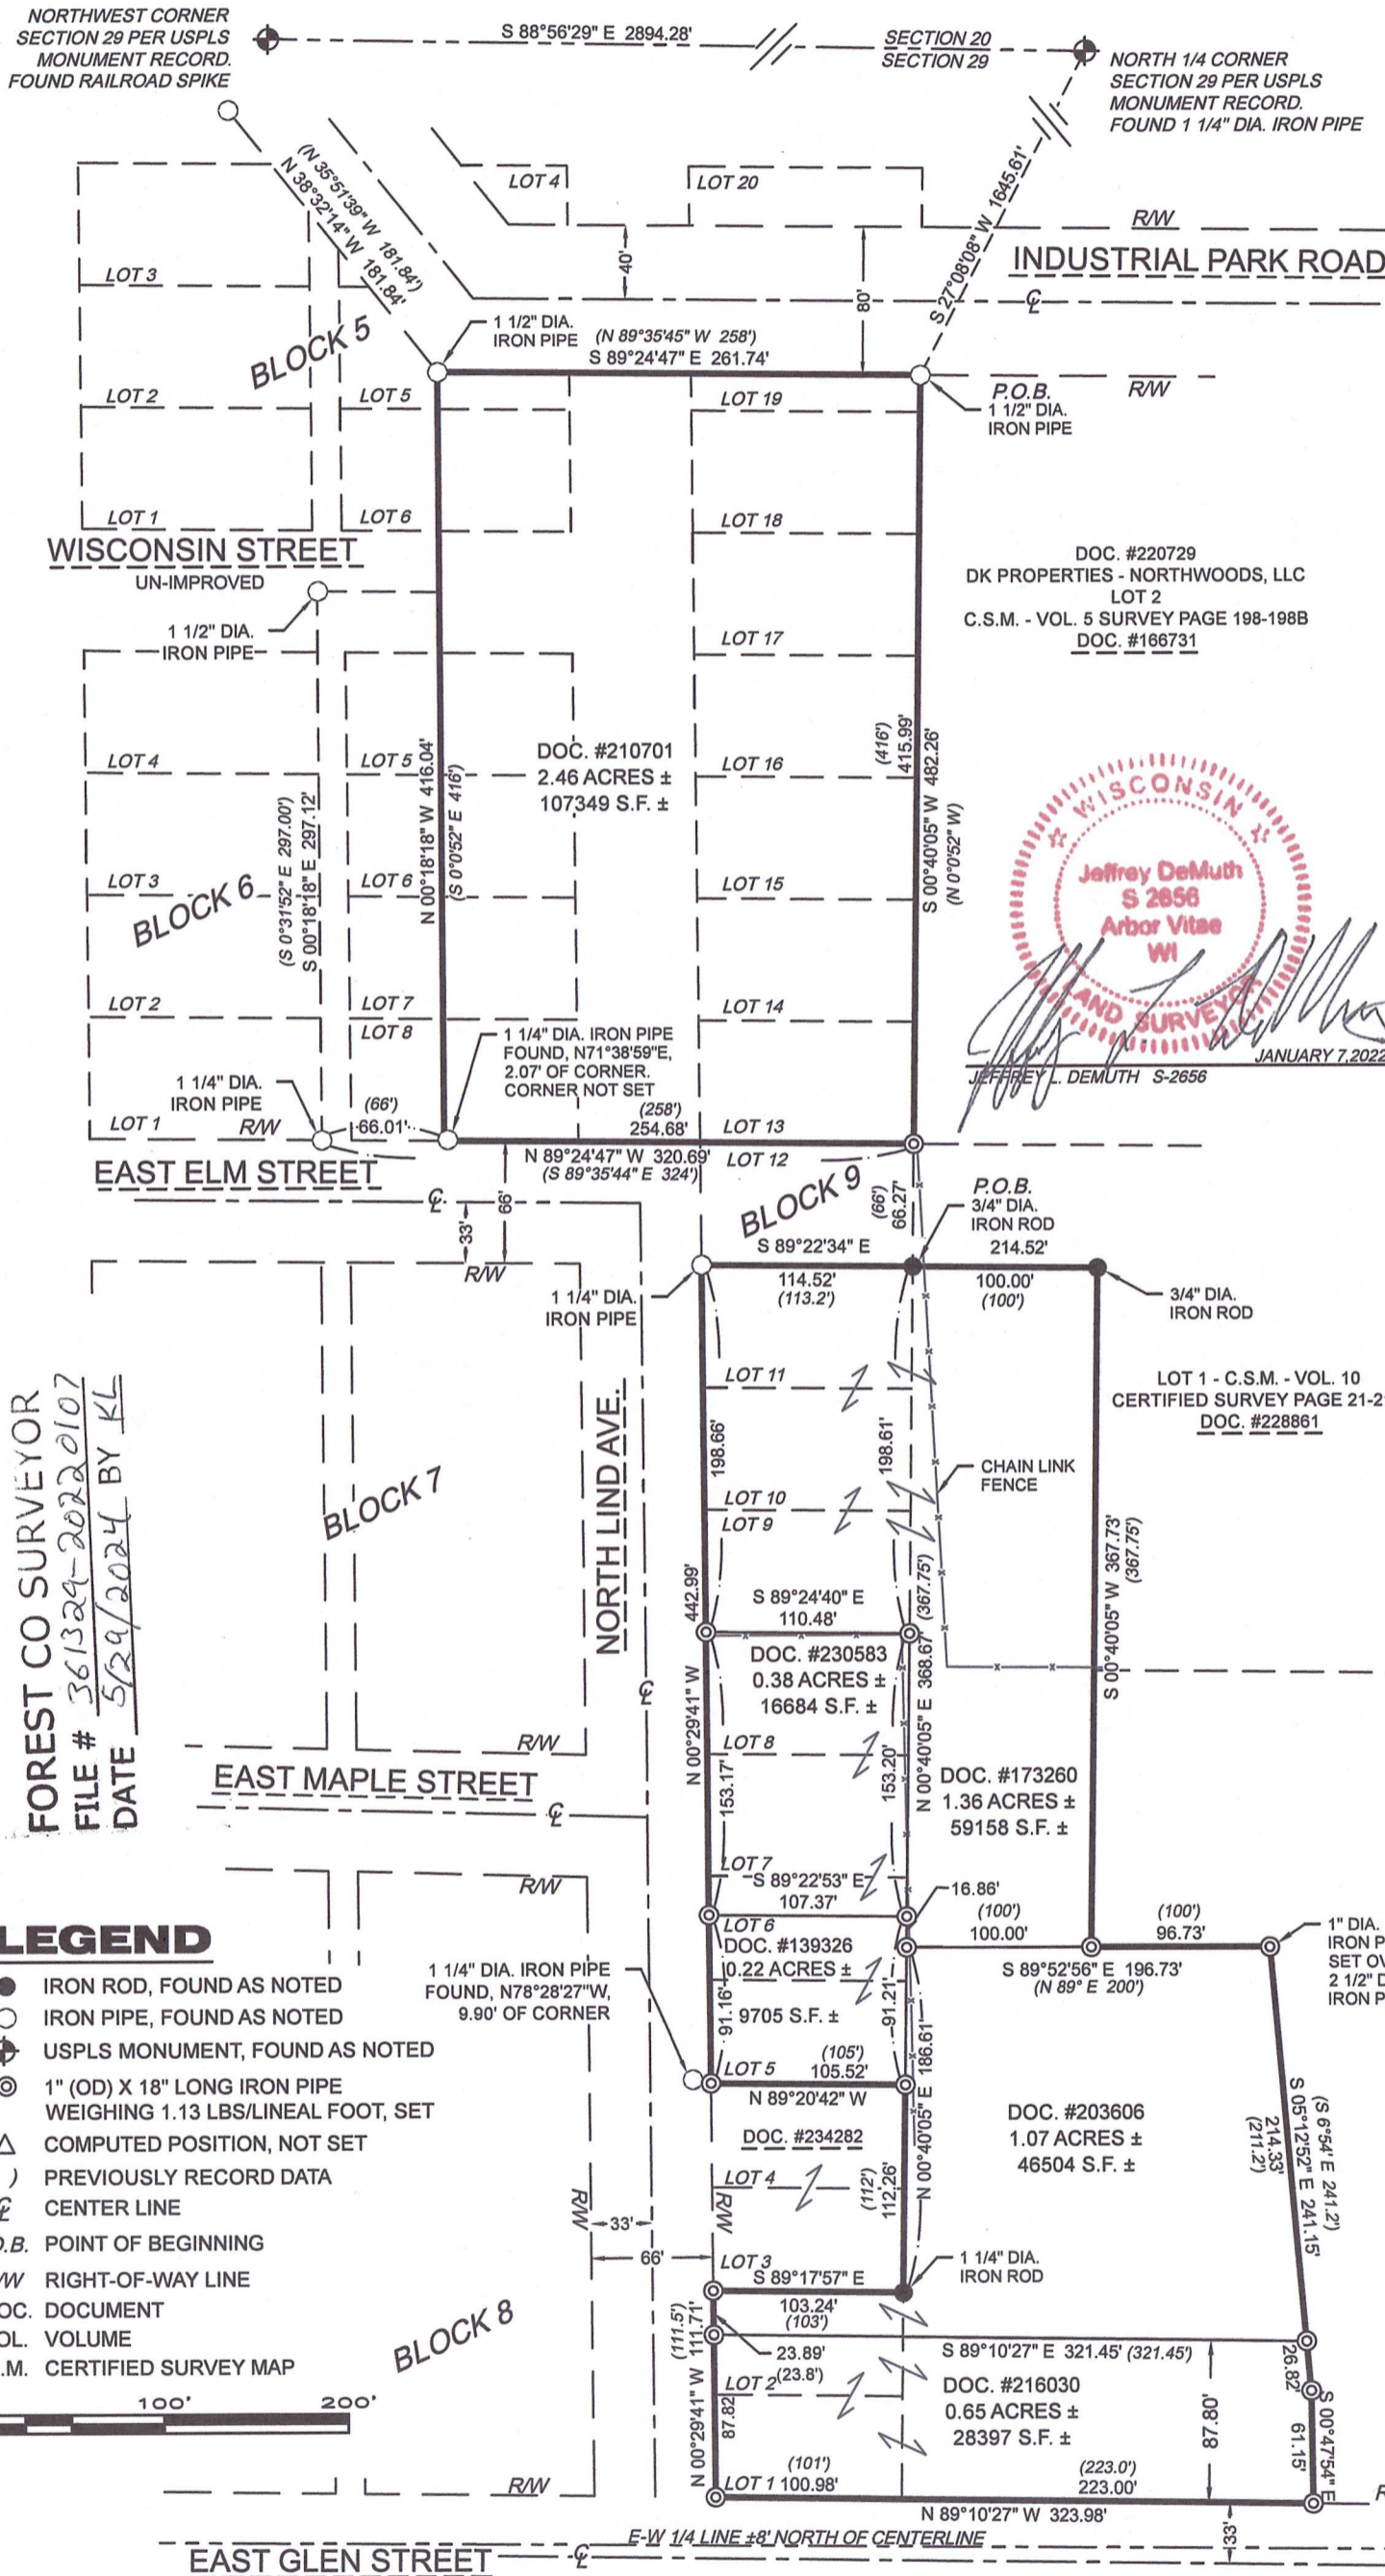 NORTHWEST CORNER
SECTION 29 PER USPLS
MONUMENT RECORD.
FOUND RAILROAD SPIKE
S 88°56'29" E 2894.28'
SECTION 20
SECTION 29
NORTH 1/4 CORNER
SECTION 29 PER USPLS
MONUMENT RECORD.
FOUND 1 1/4" DIA. IRON PIPE
(N 35°51'39" W 181.84')
N 38°32'14" W 181.84'
LOT 4
LOT 20
S 27°08'08" W 1645.61'
R/W
40'
80'
INDUSTRIAL PARK ROAD
℄
LOT 3
BLOCK 5
1 1/2" DIA.
IRON PIPE
(N 89°35'45" W 258')
S 89°24'47" E 261.74'
P.O.B.
1 1/2" DIA.
IRON PIPE
R/W
LOT 2
LOT 5
LOT 19
LOT 1
LOT 6
LOT 18
WISCONSIN STREET
UN-IMPROVED
DOC. #220729
DK PROPERTIES - NORTHWOODS, LLC
LOT 2
C.S.M. - VOL. 5 SURVEY PAGE 198-198B
DOC. #166731
1 1/2" DIA.
IRON PIPE
LOT 17
LOT 4
LOT 5
DOC. #210701
2.46 ACRES ±
107349 S.F. ±
LOT 16
(416')
415.99'
S 00°40'05" W 482.26'
(N 0°0'52" W)
N 00°18'18" W 416.04'
(S 0°0'52" E 416')
(S 0°31'52" E 297.00')
S 00°18'18" E 297.12'
WISCONSIN
Jeffrey DeMuth
S 2656
Arbor Vitae
WI
LAND SURVEYOR
JANUARY 7,2022
JEFFREY L. DEMUTH S-2656
LOT 3
BLOCK 6
LOT 6
LOT 15
LOT 2
LOT 7
LOT 8
LOT 14
1 1/4" DIA. IRON PIPE
FOUND, N71°38'59"E,
2.07' OF CORNER.
CORNER NOT SET
1 1/4" DIA.
IRON PIPE
LOT 1
R/W
(66')
66.01'
(258')
254.68'
LOT 13
N 89°24'47" W 320.69'
(S 89°35'44" E 324')
LOT 12
EAST ELM STREET
℄
33'
66'
R/W
BLOCK 9
(66')
66.27'
P.O.B.
3/4" DIA.
IRON ROD
S 89°22'34" E
214.52'
114.52'
(113.2')
100.00'
(100')
1 1/4" DIA.
IRON PIPE
3/4" DIA.
IRON ROD
LOT 11
LOT 1 - C.S.M. - VOL. 10
CERTIFIED SURVEY PAGE 21-2
DOC. #228861
FOREST CO SURVEYOR
FILE # 361329-20220107
DATE 5/29/2024 BY KL
BLOCK 7
NORTH LIND AVE.
198.66'
198.61'
CHAIN LINK
FENCE
LOT 10
LOT 9
442.99'
N 00°29'41" W
(367.75')
N 00°40'05" E 368.67'
S 00°40'05" W 367.73'
(367.75')
S 89°24'40" E
110.48'
DOC. #230583
0.38 ACRES ±
16684 S.F. ±
℄
LOT 8
R/W
EAST MAPLE STREET
℄
153.17'
153.20'
DOC. #173260
1.36 ACRES ±
59158 S.F. ±
R/W
LOT 7
S 89°22'53" E
107.37'
16.86'
LOT 6
DOC. #139326
0.22 ACRES ±
9705 S.F. ±
(100')
100.00'
(100')
96.73'
S 89°52'56" E 196.73'
(N 89° E 200')
1" DIA.
IRON P
SET OV
2 1/2" D
IRON P
LEGEND
IRON ROD, FOUND AS NOTED
IRON PIPE, FOUND AS NOTED
USPLS MONUMENT, FOUND AS NOTED
1" (OD) X 18" LONG IRON PIPE
WEIGHING 1.13 LBS/LINEAL FOOT, SET
COMPUTED POSITION, NOT SET
) PREVIOUSLY RECORD DATA
℄ CENTER LINE
.B. POINT OF BEGINNING
/W RIGHT-OF-WAY LINE
OC. DOCUMENT
OL. VOLUME
.M. CERTIFIED SURVEY MAP
100' 200'
1 1/4" DIA. IRON PIPE
FOUND, N78°28'27"W,
9.90' OF CORNER
91.16'
91.21'
LOT 5
(105')
105.52'
N 89°20'42" W
N 00°40'05" E 186.61'
DOC. #234282
DOC. #203606
1.07 ACRES ±
46504 S.F. ±
(S 6°54' E 241.2')
S 05°12'52" E 241.15'
214.33'
(211.2')
LOT 4
R/W
R/W
(112')
112.26'
33'
66'
LOT 3
S 89°17'57" E
1 1/4" DIA.
IRON ROD
103.24'
(103')
(111.5')
N 00°29'41" W 111.71'
23.89'
(23.8')
S 89°10'27" E 321.45' (321.45')
BLOCK 8
LOT 2
87.82'
DOC. #216030
0.65 ACRES ±
28397 S.F. ±
87.80'
26.82'
S 00°47'54" E
61.15'
R/W
LOT 1
(101')
100.98'
(223.0')
223.00'
R
N 89°10'27" W 323.98'
E-W 1/4 LINE ±8' NORTH OF CENTERLINE
33'
EAST GLEN STREET
℄